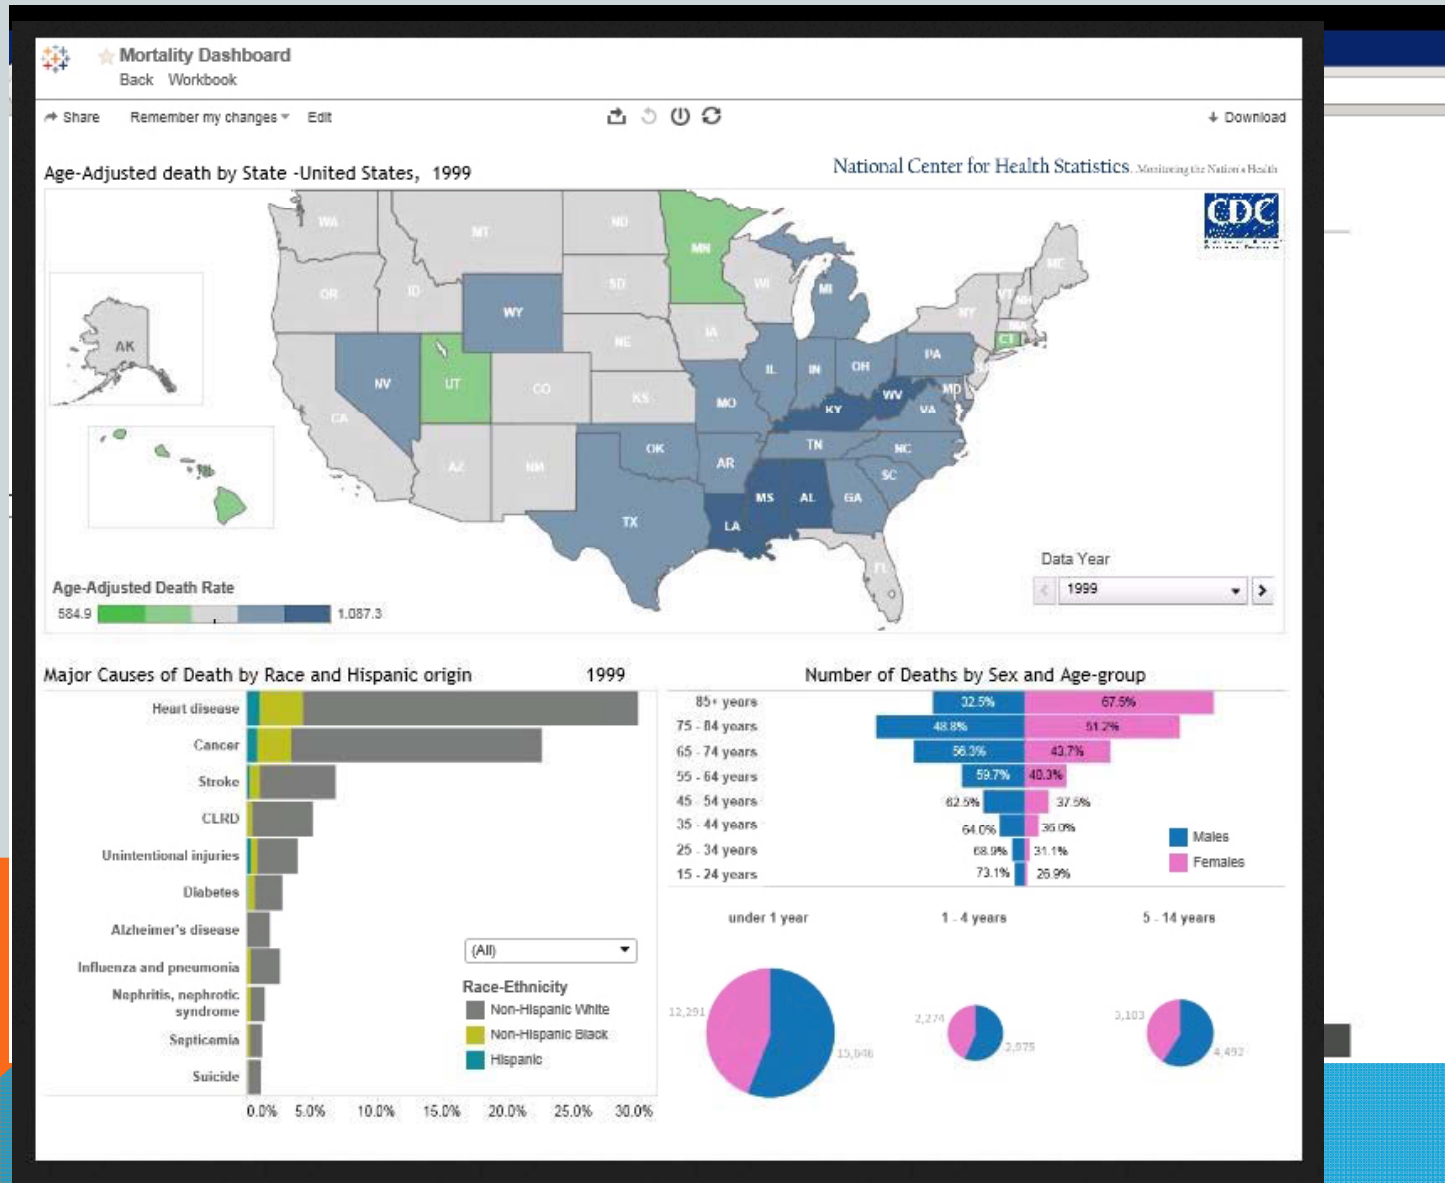 Mortality Dashboard
Back Workbook
Share Remember my changes Edit
Download
Age-Adjusted death by State -United States, 1999
National Center for Health Statistics. Monitoring the Nation's Health
CDC
WA
MT
ND
MN
OR
ID
WY
SD
WI
MI
ME
VT
NH
NY
MA
CT
AK
NV
UT
CO
NE
IA
IL
IN
OH
PA
MD
CA
KS
MO
KY
WV
VA
AZ
NM
OK
AR
TN
NC
SC
TX
LA
MS
AL
GA
FL
Data Year
1999
Age-Adjusted Death Rate
584.9 1,087.3
Major Causes of Death by Race and Hispanic origin 1999
Heart disease
Cancer
Stroke
CLRD
Unintentional injuries
Diabetes
Alzheimer's disease
Influenza and pneumonia
Nephritis, nephrotic
syndrome
Septicemia
Suicide
(All)
Race-Ethnicity
Non-Hispanic White
Non-Hispanic Black
Hispanic
0.0% 5.0% 10.0% 15.0% 20.0% 25.0% 30.0%
Number of Deaths by Sex and Age-group
85+ years 32.5% 67.5%
75 - 84 years 48.8% 51.2%
65 - 74 years 56.3% 43.7%
55 - 64 years 59.7% 40.3%
45 - 54 years 62.5% 37.5%
35 - 44 years 64.0% 36.0%
25 - 34 years 68.9% 31.1%
15 - 24 years 73.1% 26.9%
Males
Females
under 1 year 1 - 4 years 5 - 14 years
12,291 15,646
2,274 2,975
3,103 4,492